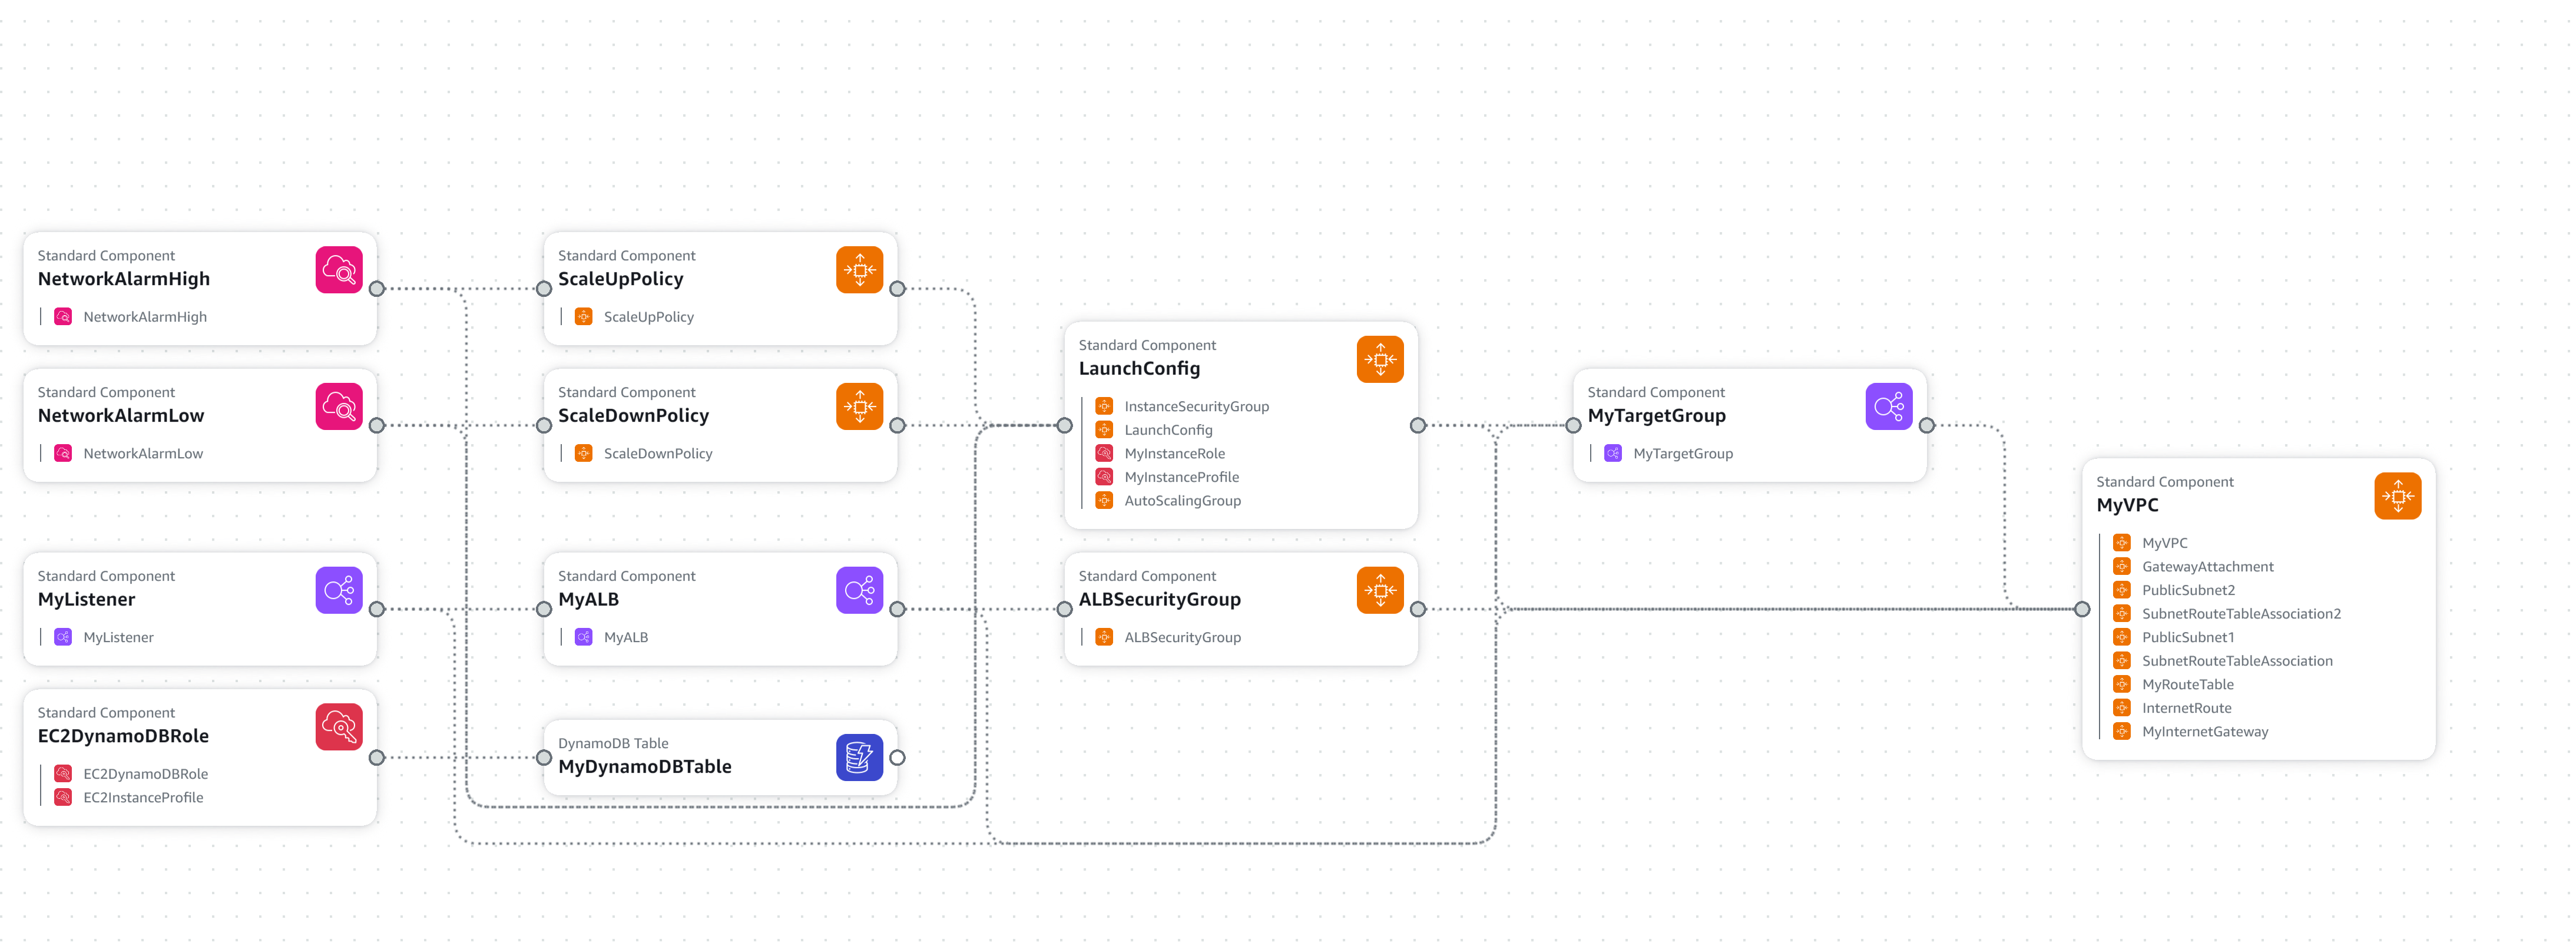 Standard Component
NetworkAlarmHigh
NetworkAlarmHigh
Standard Component
NetworkAlarmLow
NetworkAlarmLow
Standard Component
MyListener
MyListener
Standard Component
EC2DynamoDBRole
EC2DynamoDBRole
EC2InstanceProfile
Standard Component
ScaleUpPolicy
ScaleUpPolicy
Standard Component
ScaleDownPolicy
ScaleDownPolicy
Standard Component
MyALB
MyALB
DynamoDB Table
MyDynamoDBTable
Standard Component
LaunchConfig
InstanceSecurityGroup
LaunchConfig
MyInstanceRole
MyInstanceProfile
AutoScalingGroup
Standard Component
ALBSecurityGroup
ALBSecurityGroup
Standard Component
MyTargetGroup
MyTargetGroup
Standard Component
MyVPC
MyVPC
GatewayAttachment
PublicSubnet2
SubnetRouteTableAssociation2
PublicSubnet1
SubnetRouteTableAssociation
MyRouteTable
InternetRoute
MyInternetGateway